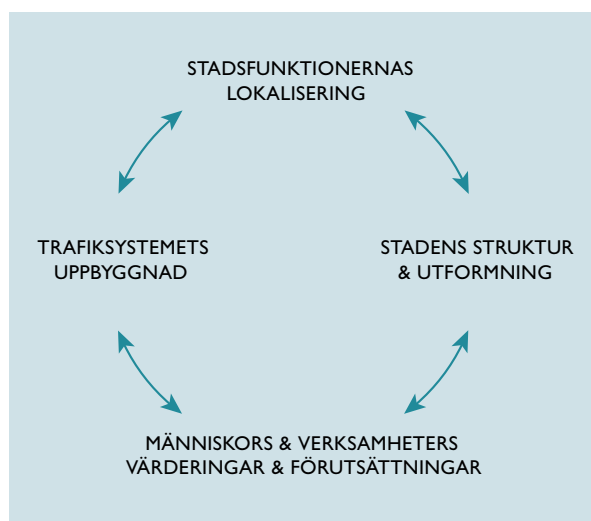 STADSFUNKTIONERNAS
LOKALISERING
TRAFIKSYSTEMETS
UPPBYGGNAD
STADENS STRUKTUR
& UTFORMNING
MÄNNISKORS & VERKSAMHETERS
VÄRDERINGAR & FÖRUTSÄTTNINGAR